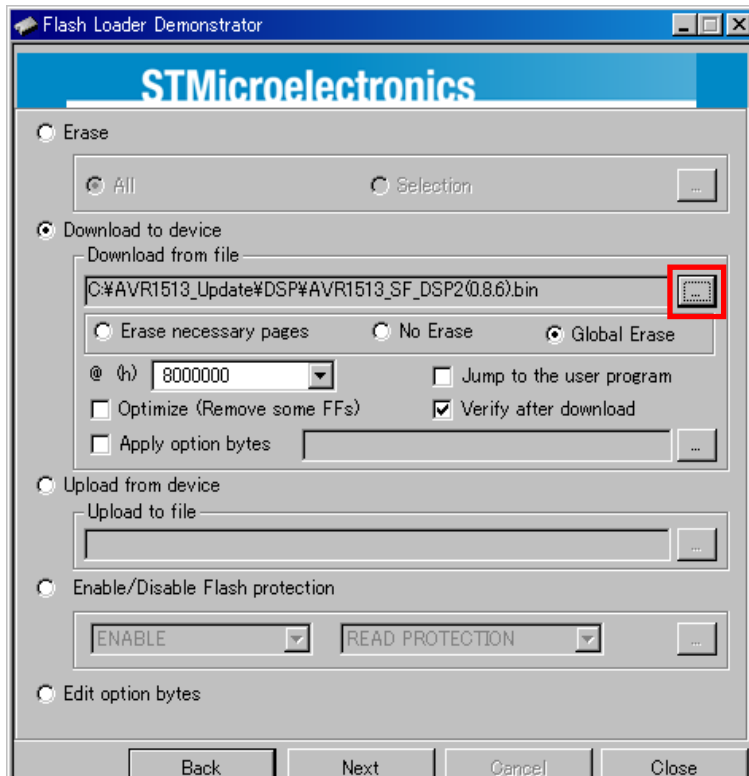 Flash Loader Demonstrator
STMicroelectronics
Erase
All Selection ...
Download to device
Download from file
C:¥AVR1513_Update¥DSP¥AVR1513_SF_DSP2(0.8.6).bin ...
Erase necessary pages No Erase Global Erase
@ (h) 8000000 Jump to the user program
Optimize (Remove some FFs) Verify after download
Apply option bytes ...
Upload from device
Upload to file
...
Enable/Disable Flash protection
ENABLE READ PROTECTION ...
Edit option bytes
Back Next Cancel Close